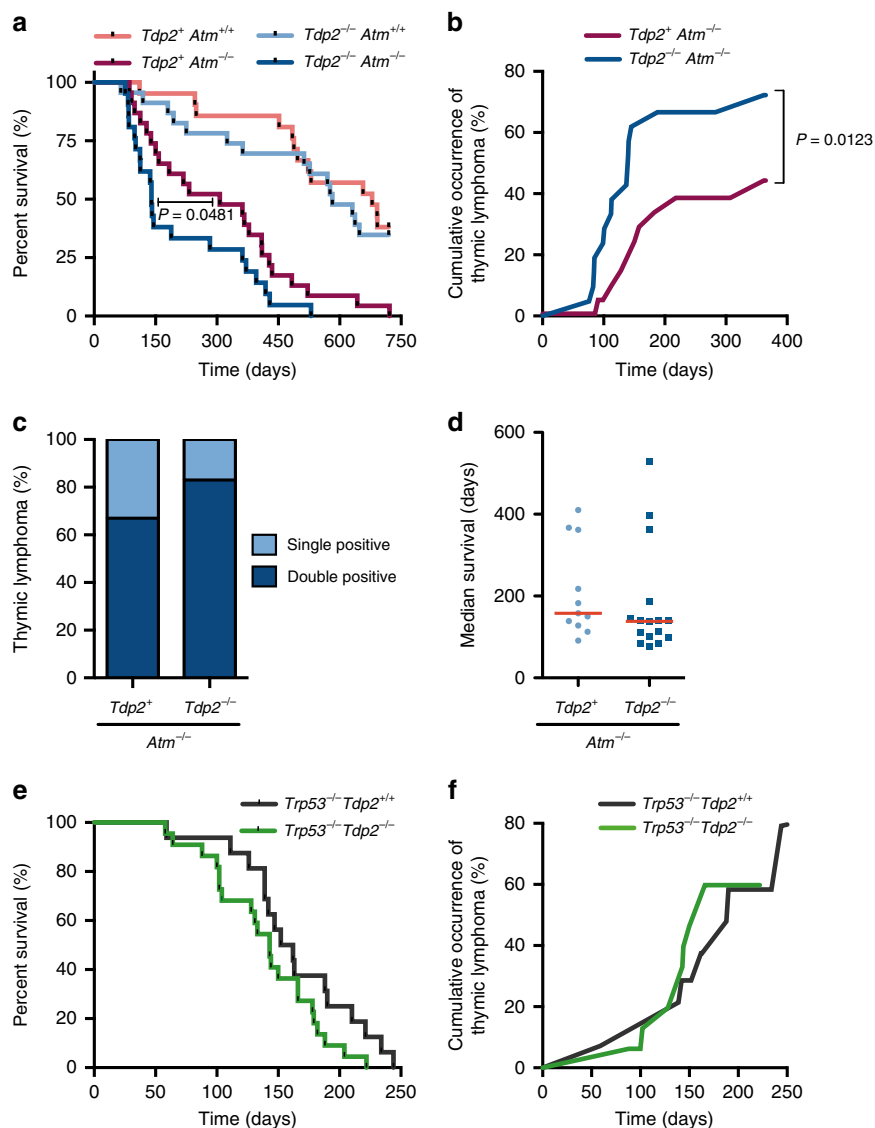 a
Tdp2⁺ Atm⁺/⁺
Tdp2⁻/⁻ Atm⁺/⁺
Tdp2⁺ Atm⁻/⁻
Tdp2⁻/⁻ Atm⁻/⁻
100
75
50
25
0
Percent survival (%)
P = 0.0481
0 150 300 450 600 750
Time (days)
b
Tdp2⁺ Atm⁻/⁻
Tdp2⁻/⁻ Atm⁻/⁻
80
60
40
20
0
Cumulative occurrence of
thymic lymphoma (%)
P = 0.0123
0 100 200 300 400
Time (days)
c
100
80
60
40
20
0
Thymic lymphoma (%)
Single positive
Double positive
Tdp2⁺ Tdp2⁻/⁻
Atm⁻/⁻
d
600
400
200
0
Median survival (days)
Tdp2⁺ Tdp2⁻/⁻
Atm⁻/⁻
e
Trp53⁻/⁻Tdp2⁺/⁺
Trp53⁻/⁻Tdp2⁻/⁻
100
80
60
40
20
0
Percent survival (%)
0 50 100 150 200 250
Time (days)
f
Trp53⁻/⁻Tdp2⁺/⁺
Trp53⁻/⁻Tdp2⁻/⁻
80
60
40
20
0
Cumulative occurrence of
thymic lymphoma (%)
0 50 100 150 200 250
Time (days)